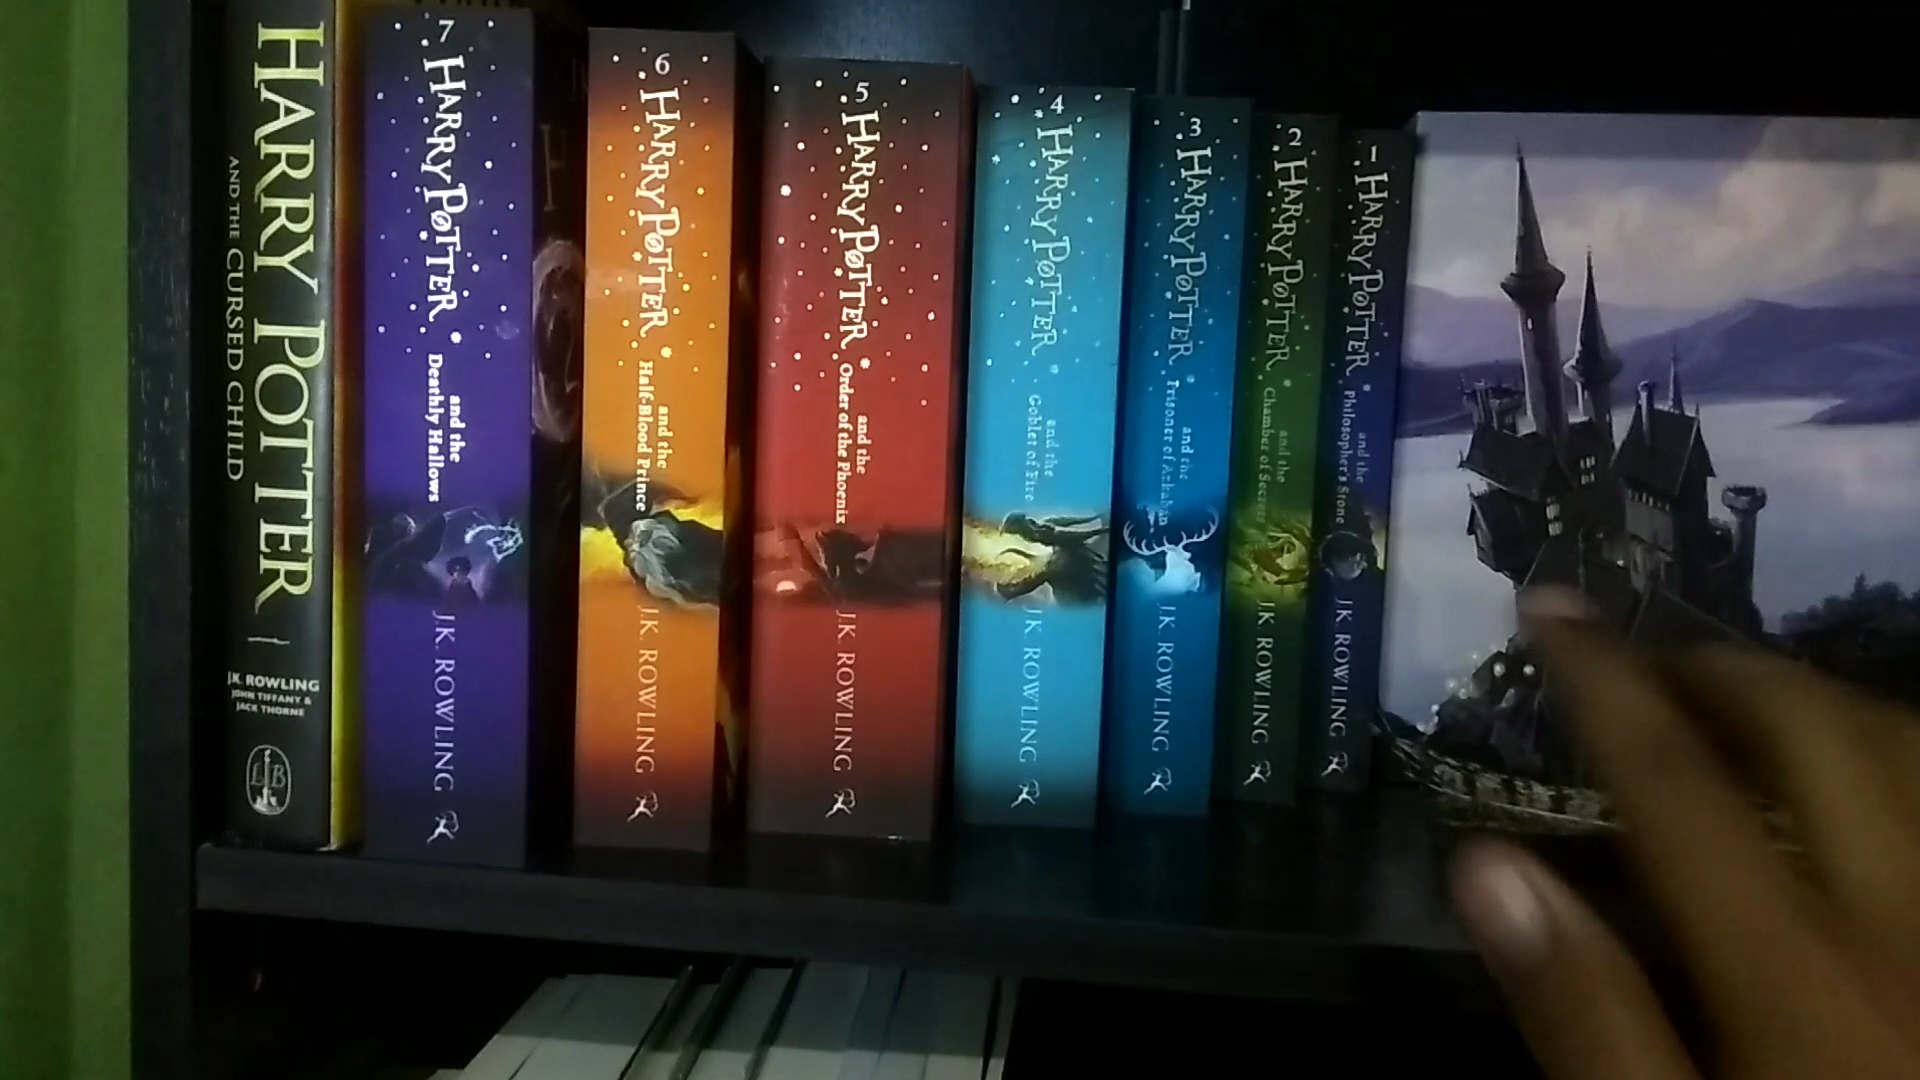 HARRY POTTER
AND THE CURSED CHILD
J.K. ROWLING
JOHN TIFFANY &
JACK THORNE
LB
7
HARRY POTTER
and the
Deathly Hallows
J.K. ROWLING
6
HARRY POTTER
and the
Half-Blood Prince
J.K. ROWLING
5
HARRY POTTER
and the
Order of the Phoenix
J.K. ROWLING
4
HARRY POTTER
and the
Goblet of Fire
J.K. ROWLING
3
HARRY POTTER
and the
Prisoner of Azkaban
J.K. ROWLING
2
HARRY POTTER
and the
Chamber of Secrets
J.K. ROWLING
1
HARRY POTTER
and the
Philosopher's Stone
J.K. ROWLING